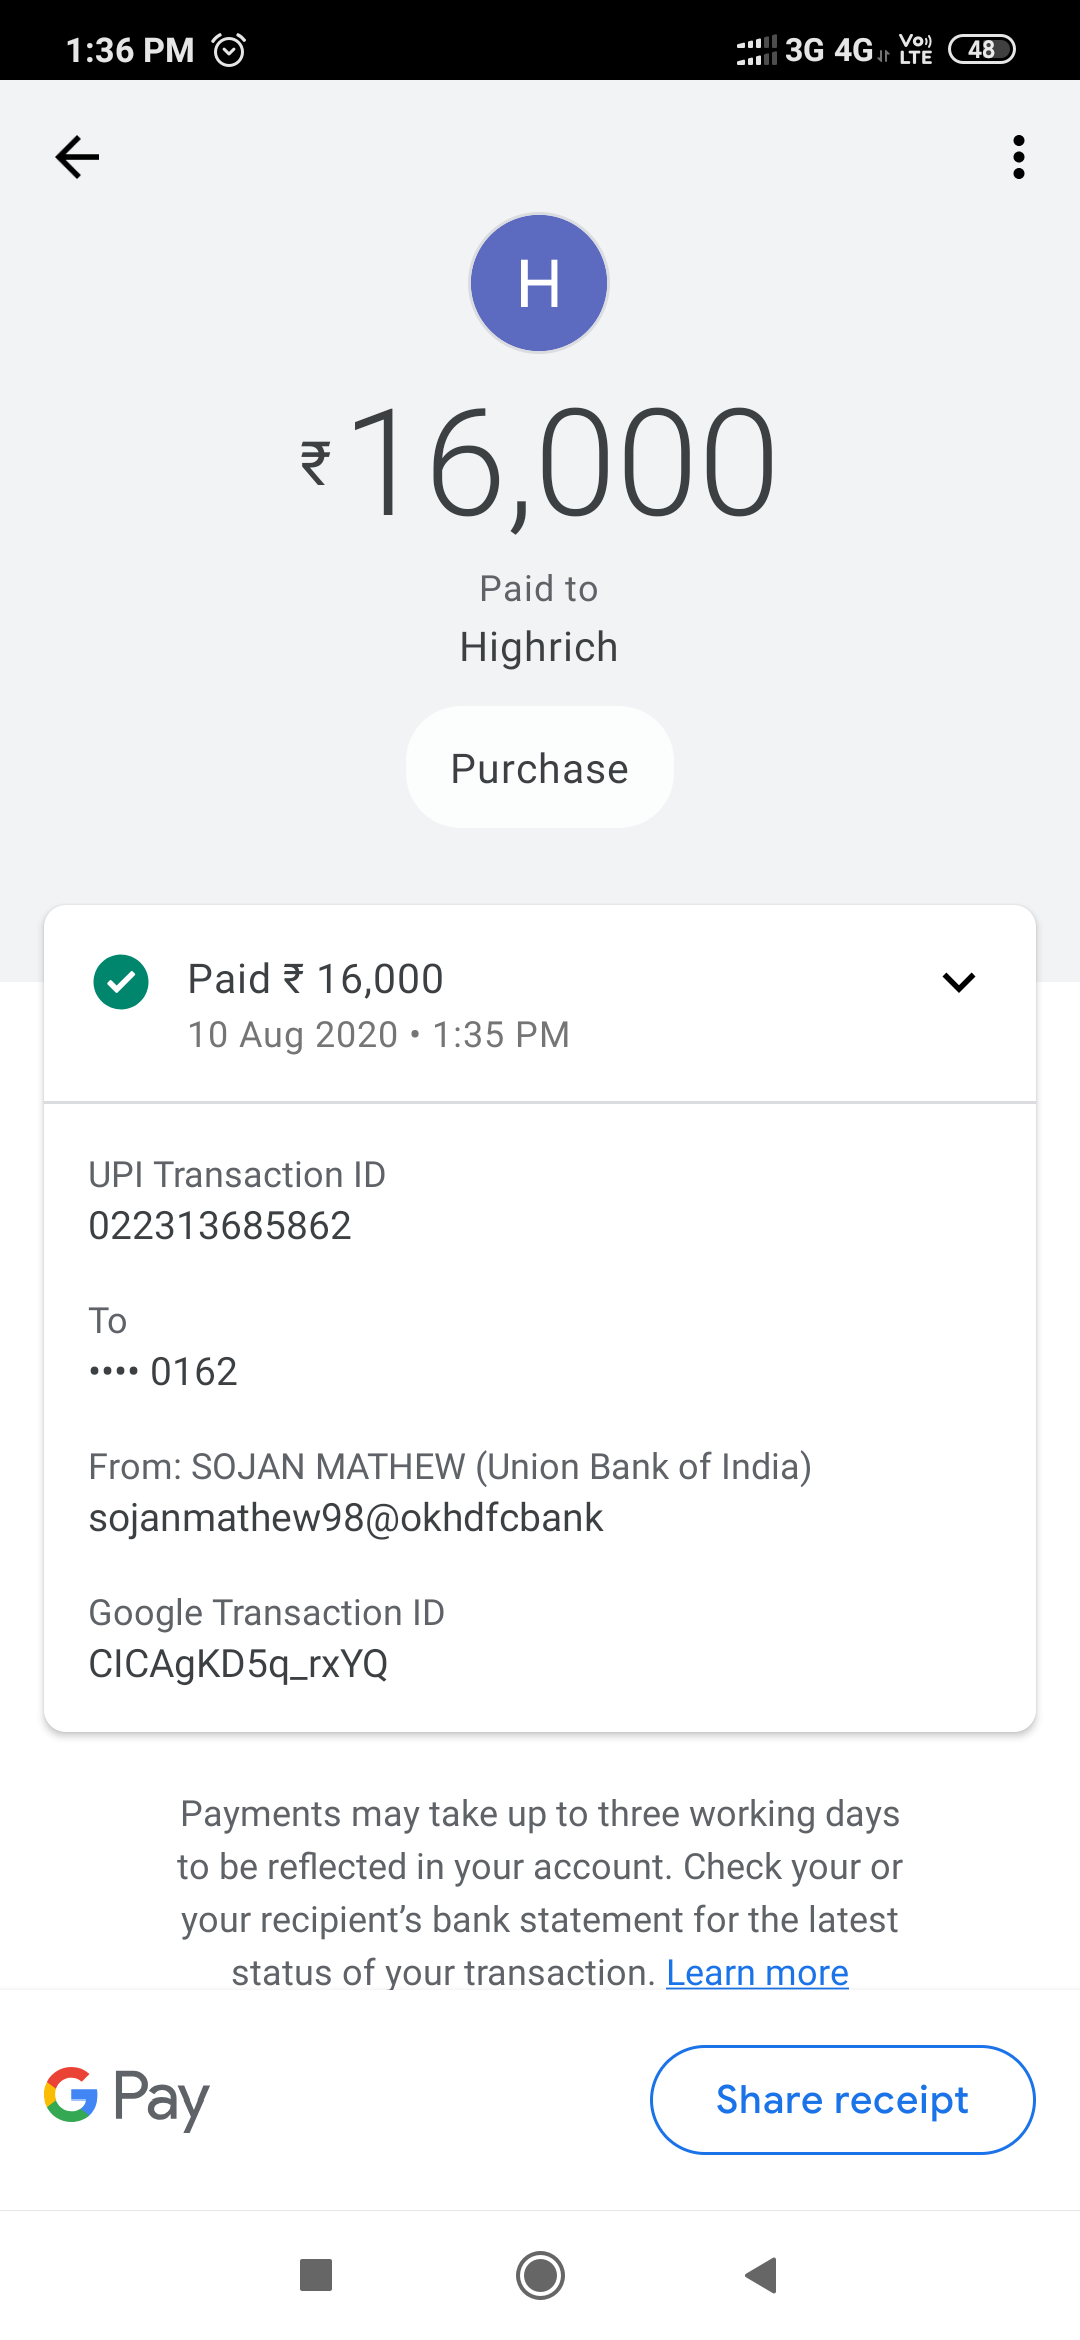 1:36 PM 3G 4G VoLTE 48
H
₹16,000
Paid to
Highrich
Purchase
Paid ₹ 16,000
10 Aug 2020 • 1:35 PM
UPI Transaction ID
022313685862
To
•••• 0162
From: SOJAN MATHEW (Union Bank of India)
sojanmathew98@okhdfcbank
Google Transaction ID
CICAgKD5q_rxYQ
Payments may take up to three working days
to be reflected in your account. Check your or
your recipient’s bank statement for the latest
status of your transaction. Learn more
G Pay
Share receipt